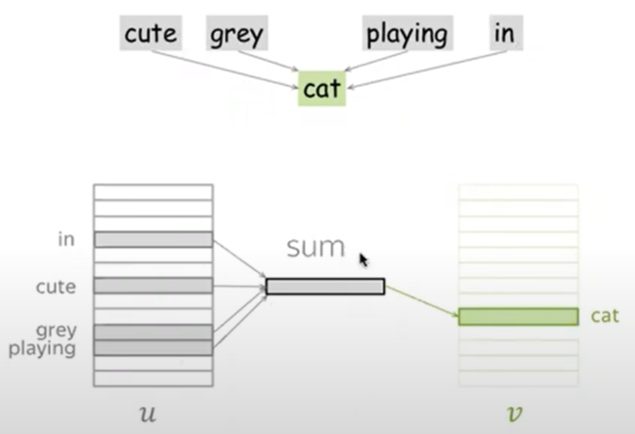 cute grey playing in
cat
sum
in
cute
grey
playing
cat
u
v